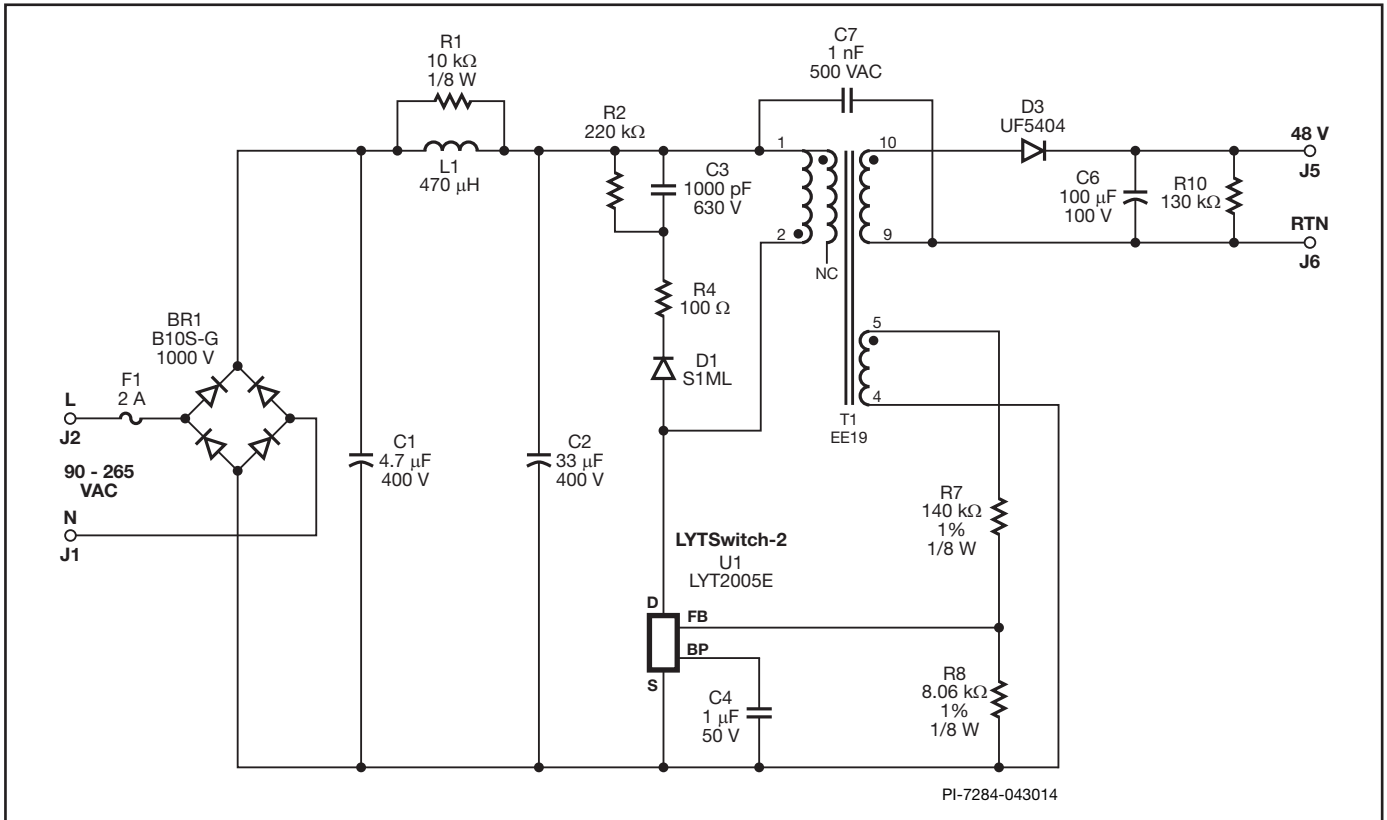 R1
10 kΩ
1/8 W
L1
470 μH
R2
220 kΩ
C3
1000 pF
630 V
C7
1 nF
500 VAC
1
2
NC
10
9
D3
UF5404
48 V
J5
C6
100 μF
100 V
R10
130 kΩ
RTN
J6
R4
100 Ω
D1
S1ML
5
4
T1
EE19
BR1
B10S-G
1000 V
F1
2 A
L
J2
90 - 265
VAC
N
J1
C1
4.7 μF
400 V
C2
33 μF
400 V
R7
140 kΩ
1%
1/8 W
LYTSwitch-2
U1
LYT2005E
D
FB
BP
S
C4
1 μF
50 V
R8
8.06 kΩ
1%
1/8 W
PI-7284-043014